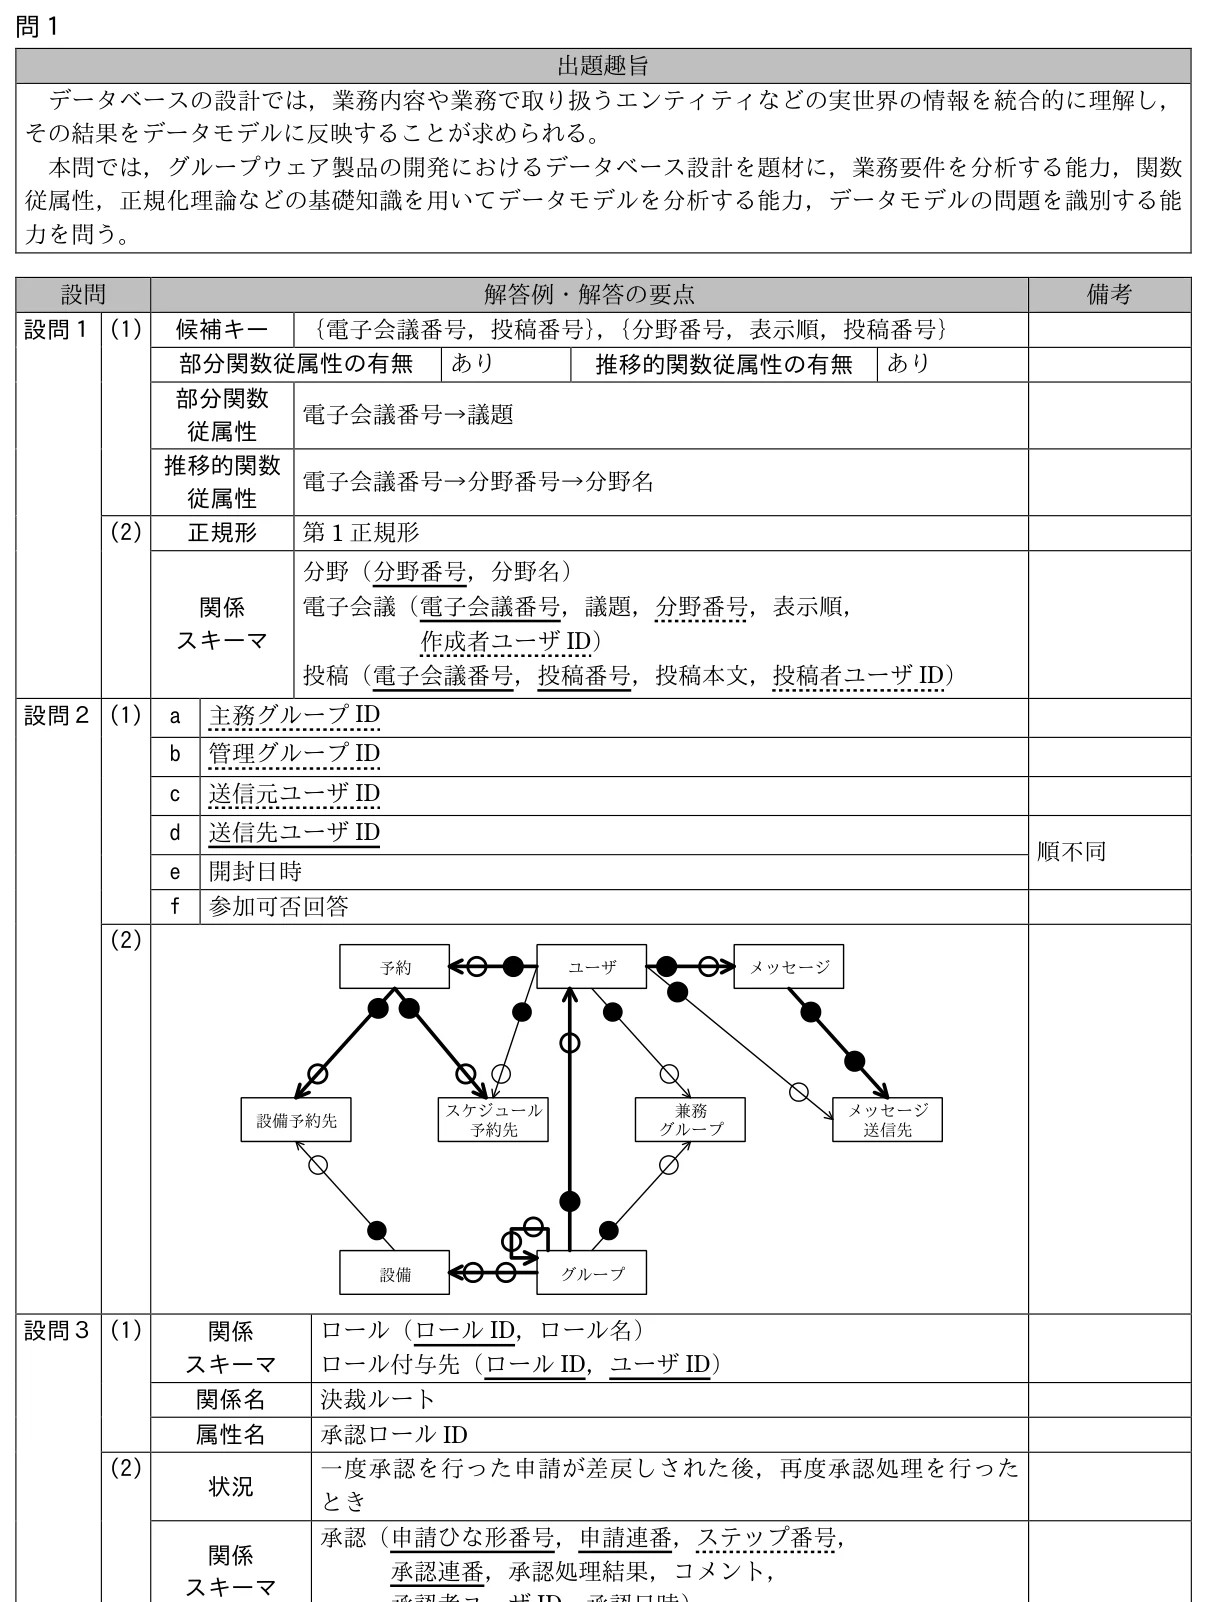 問1
出題趣旨
データベースの設計では，業務内容や業務で取り扱うエンティティなどの実世界の情報を統合的に理解し，
その結果をデータモデルに反映することが求められる。
本問では，グループウェア製品の開発におけるデータベース設計を題材に，業務要件を分析する能力，関数
従属性，正規化理論などの基礎知識を用いてデータモデルを分析する能力，データモデルの問題を識別する能
力を問う。
設問 解答例・解答の要点 備考
設問1 (1) 候補キー {電子会議番号，投稿番号}，{分野番号，表示順，投稿番号}
部分関数従属性の有無 あり 推移的関数従属性の有無 あり
部分関数
従属性
電子会議番号→議題
推移的関数
従属性
電子会議番号→分野番号→分野名
(2) 正規形 第1正規形
関係
スキーマ
分野（分野番号，分野名）
電子会議（電子会議番号，議題，分野番号，表示順，
作成者ユーザID）
投稿（電子会議番号，投稿番号，投稿本文，投稿者ユーザID）
設問2 (1) a 主務グループID
b 管理グループID
c 送信元ユーザID
d 送信先ユーザID
順不同
e 開封日時
f 参加可否回答
(2)
予約 ユーザ メッセージ
設備予約先
スケジュール
予約先
兼務
グループ
メッセージ
送信先
設備 グループ
設問3 (1) 関係
スキーマ
ロール（ロールID，ロール名）
ロール付与先（ロールID，ユーザID）
関係名 決裁ルート
属性名 承認ロールID
(2) 状況
一度承認を行った申請が差戻しされた後，再度承認処理を行った
とき
関係
スキーマ
承認（申請ひな形番号，申請連番，ステップ番号，
承認連番，承認処理結果，コメント，
承認者ユーザID，承認日時）